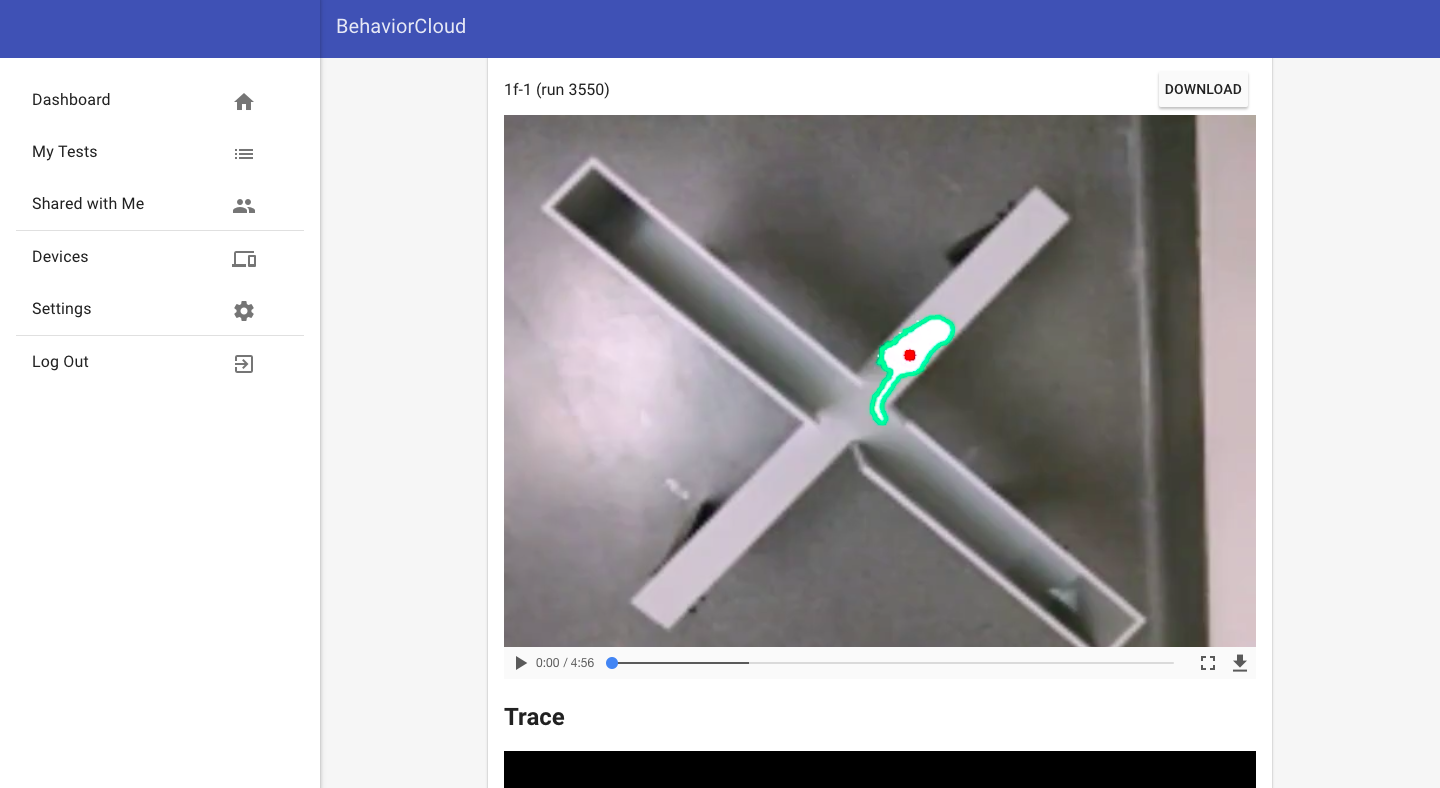 BehaviorCloud
Dashboard
My Tests
Shared with Me
Devices
Settings
Log Out
1f-1 (run 3550)
DOWNLOAD
0:00 / 4:56
Trace